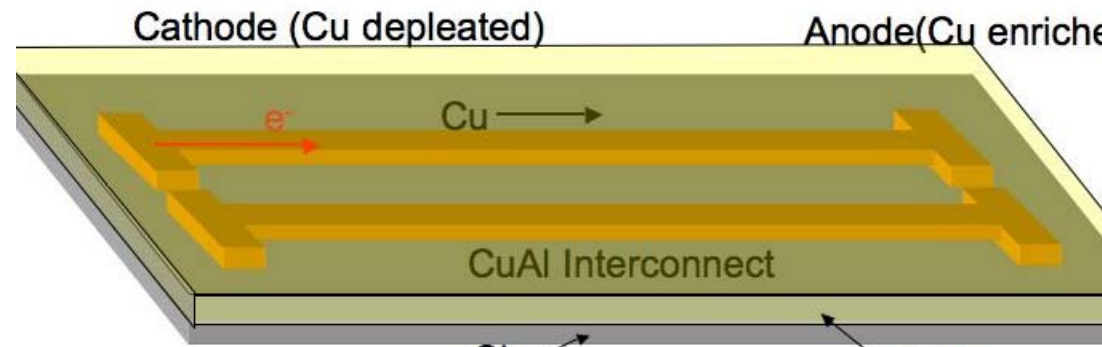 Cathode (Cu depleated)
Anode(Cu enriche
e⁻
Cu
CuAl Interconnect